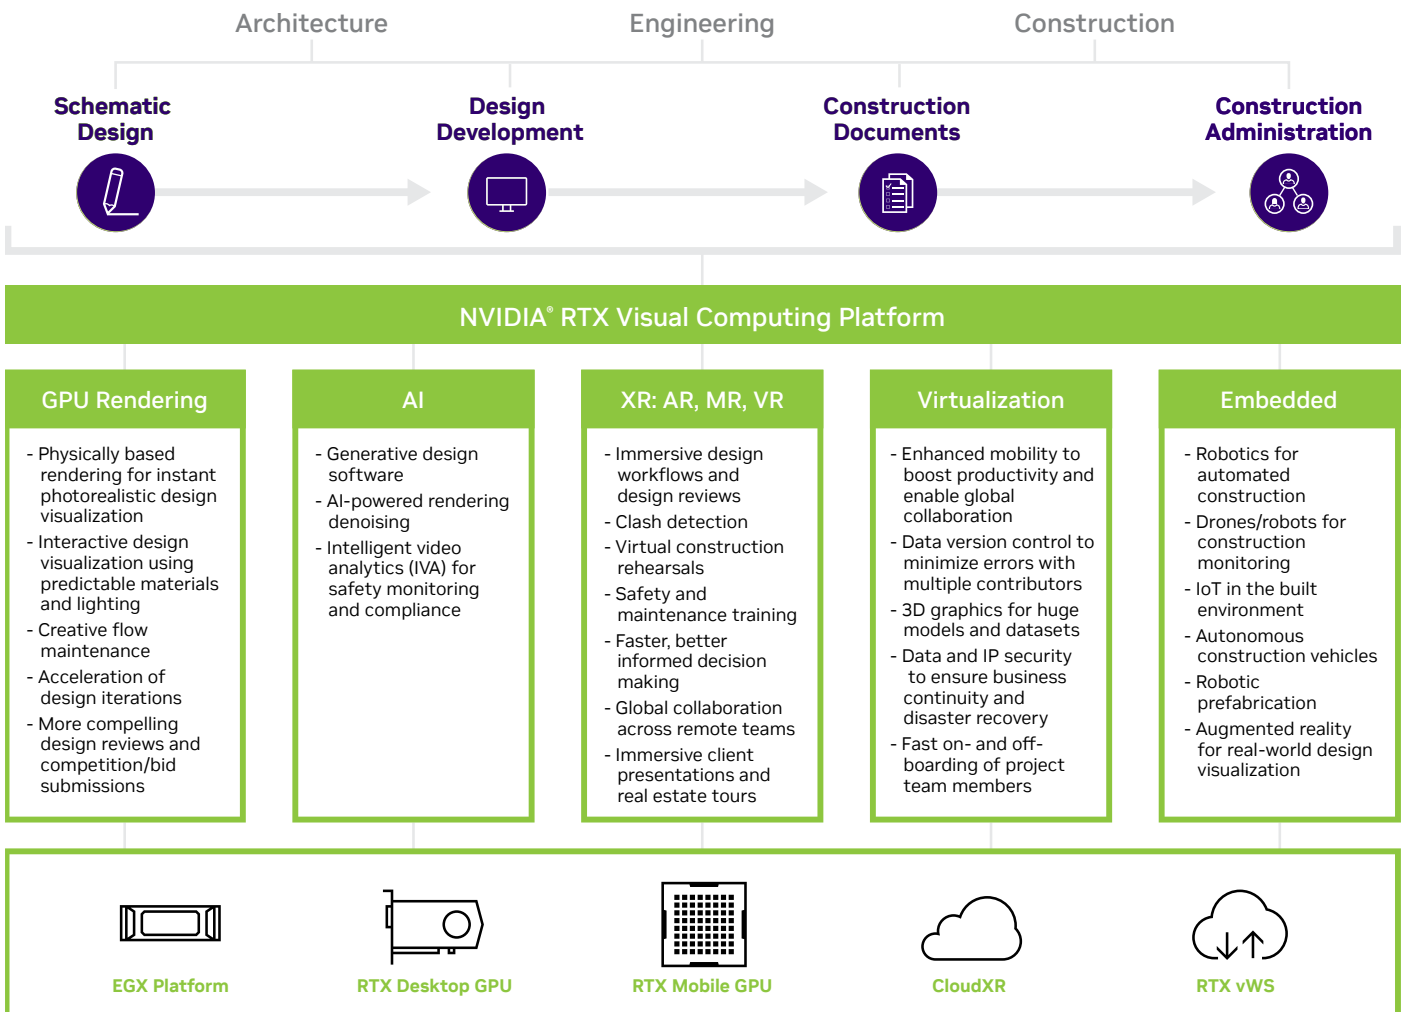 Architecture
Engineering
Construction
Schematic
Design
Design
Development
Construction
Documents
Construction
Administration
NVIDIA® RTX Visual Computing Platform
GPU Rendering
- Physically based
rendering for instant
photorealistic design
visualization
- Interactive design
visualization using
predictable materials
and lighting
- Creative flow
maintenance
- Acceleration of
design iterations
- More compelling
design reviews and
competition/bid
submissions
AI
- Generative design
software
- AI-powered rendering
denoising
- Intelligent video
analytics (IVA) for
safety monitoring
and compliance
XR: AR, MR, VR
- Immersive design
workflows and
design reviews
- Clash detection
- Virtual construction
rehearsals
- Safety and
maintenance training
- Faster, better
informed decision
making
- Global collaboration
across remote teams
- Immersive client
presentations and
real estate tours
Virtualization
- Enhanced mobility to
boost productivity and
enable global
collaboration
- Data version control to
minimize errors with
multiple contributors
- 3D graphics for huge
models and datasets
- Data and IP security
to ensure business
continuity and
disaster recovery
- Fast on- and off-
boarding of project
team members
Embedded
- Robotics for
automated
construction
- Drones/robots for
construction
monitoring
- IoT in the built
environment
- Autonomous
construction vehicles
- Robotic
prefabrication
- Augmented reality
for real-world design
visualization
EGX Platform
RTX Desktop GPU
RTX Mobile GPU
CloudXR
RTX vWS